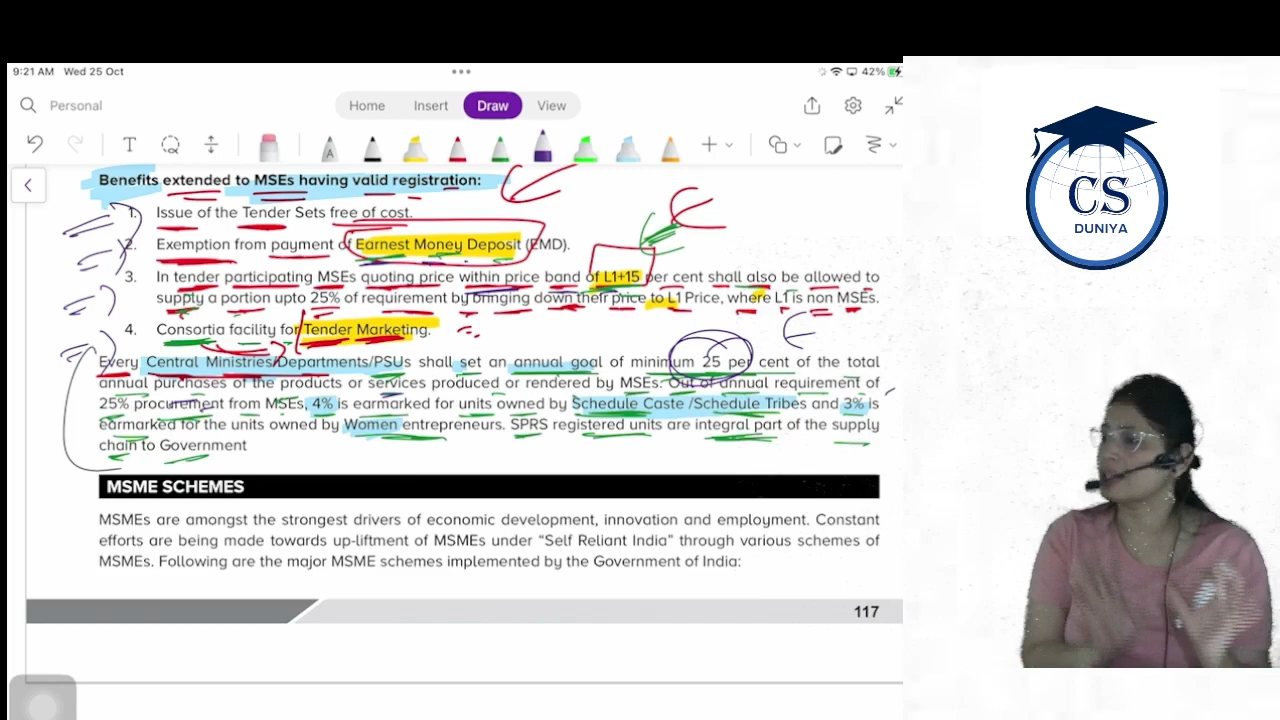 9:21 AM Wed 25 Oct
42%
Personal
Home Insert Draw View
Benefits extended to MSEs having valid registration:
1. Issue of the Tender Sets free of cost.
2. Exemption from payment of Earnest Money Deposit (EMD).
3. In tender participating MSEs quoting price within price band of L1+15 per cent shall also be allowed to
supply a portion upto 25% of requirement by bringing down their price to L1 Price, where L1 is non MSEs.
4. Consortia facility for Tender Marketing.
Every Central Ministries/Departments/PSUs shall set an annual goal of minimum 25 per cent of the total
annual purchases of the products or services produced or rendered by MSEs. Out of annual requirement of
25% procurement from MSEs, 4% is earmarked for units owned by Schedule Caste /Schedule Tribes and 3% is
earmarked for the units owned by Women entrepreneurs. SPRS registered units are integral part of the supply
chain to Government
MSME SCHEMES
MSMEs are amongst the strongest drivers of economic development, innovation and employment. Constant
efforts are being made towards up-liftment of MSMEs under "Self Reliant India" through various schemes of
MSMEs. Following are the major MSME schemes implemented by the Government of India:
117
CS
DUNIYA